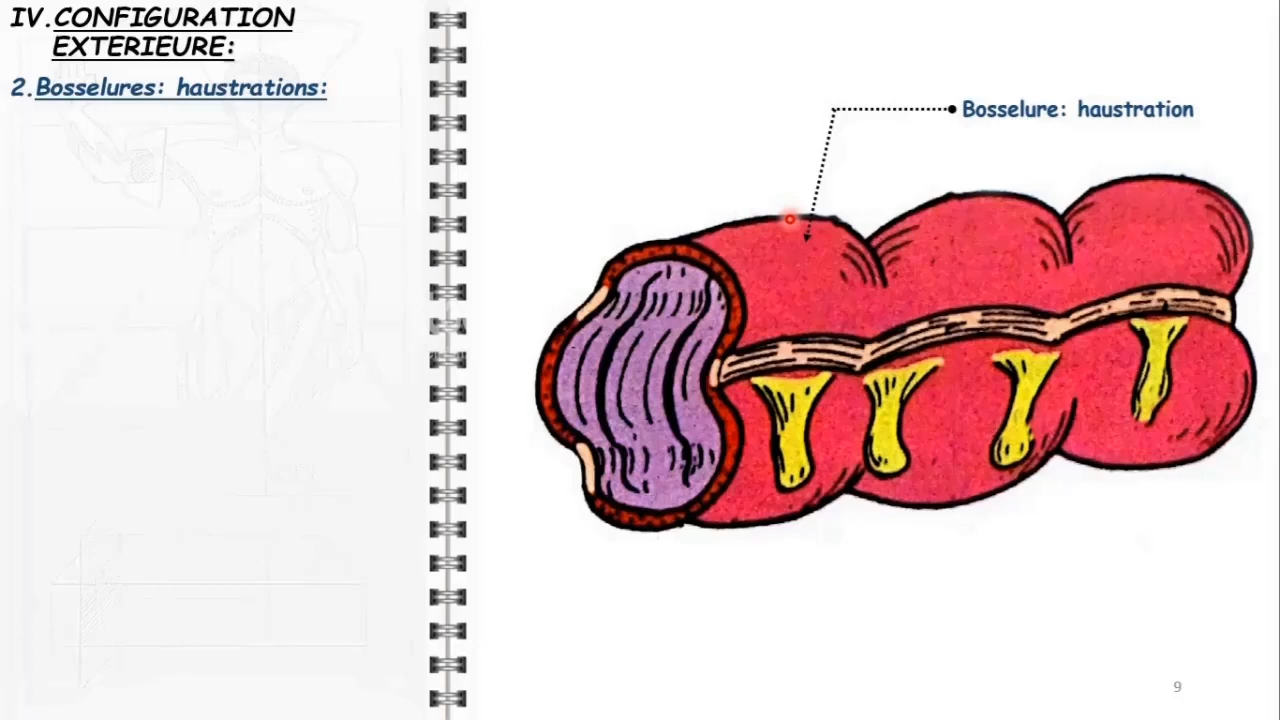 IV.CONFIGURATION
EXTERIEURE:
2.Bosselures: haustrations:
Bosselure: haustration
9